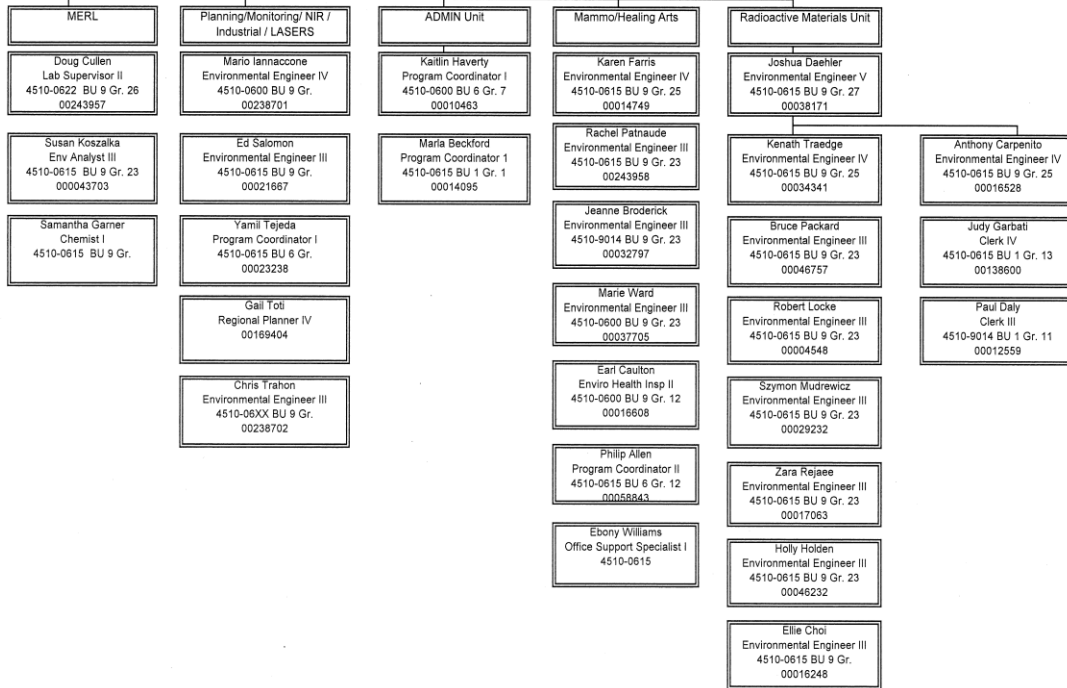 MERL
Doug Cullen
Lab Supervisor II
4510-0622 BU 9 Gr. 26
00243957
Susan Koszalka
Env Analyst III
4510-0615 BU 9 Gr. 23
000043703
Samantha Garner
Chemist I
4510-0615 BU 9 Gr.
Planning/Monitoring/ NIR /
Industrial / LASERS
Mario Iannaccone
Environmental Engineer IV
4510-0600 BU 9 Gr.
00238701
Ed Salomon
Environmental Engineer III
4510-0615 BU 9 Gr.
00021667
Yamil Tejeda
Program Coordinator I
4510-0615 BU 6 Gr.
00023238
Gail Toti
Regional Planner IV
00169404
Chris Trahon
Environmental Engineer III
4510-06XX BU 9 Gr.
00238702
ADMIN Unit
Kaitlin Haverty
Program Coordinator I
4510-0600 BU 6 Gr. 7
00010463
Marla Beckford
Program Coordinator 1
4510-0615 BU 1 Gr. 1
00014095
Mammo/Healing Arts
Karen Farris
Environmental Engineer IV
4510-0615 BU 9 Gr. 25
00014749
Rachel Patnaude
Environmental Engineer III
4510-0615 BU 9 Gr. 23
00243958
Jeanne Broderick
Environmental Engineer III
4510-9014 BU 9 Gr. 23
00032797
Marie Ward
Environmental Engineer III
4510-0600 BU 9 Gr. 23
00037705
Earl Caulton
Enviro Health Insp II
4510-0600 BU 9 Gr. 12
00016608
Philip Allen
Program Coordinator II
4510-0615 BU 6 Gr. 12
00058843
Ebony Williams
Office Support Specialist I
4510-0615
Radioactive Materials Unit
Joshua Daehler
Environmental Engineer V
4510-0615 BU 9 Gr. 27
00038171
Kenath Traedge
Environmental Engineer IV
4510-0615 BU 9 Gr. 25
00034341
Bruce Packard
Environmental Engineer III
4510-0615 BU 9 Gr. 23
00046757
Robert Locke
Environmental Engineer III
4510-0615 BU 9 Gr. 23
00004548
Szymon Mudrewicz
Environmental Engineer III
4510-0615 BU 9 Gr. 23
00029232
Zara Rejaee
Environmental Engineer III
4510-0615 BU 9 Gr. 23
00017063
Holly Holden
Environmental Engineer III
4510-0615 BU 9 Gr. 23
00046232
Ellie Choi
Environmental Engineer III
4510-0615 BU 9 Gr.
00016248
Anthony Carpenito
Environmental Engineer IV
4510-0615 BU 9 Gr. 25
00016528
Judy Garbati
Clerk IV
4510-0615 BU 1 Gr. 13
00138600
Paul Daly
Clerk III
4510-9014 BU 1 Gr. 11
00012559